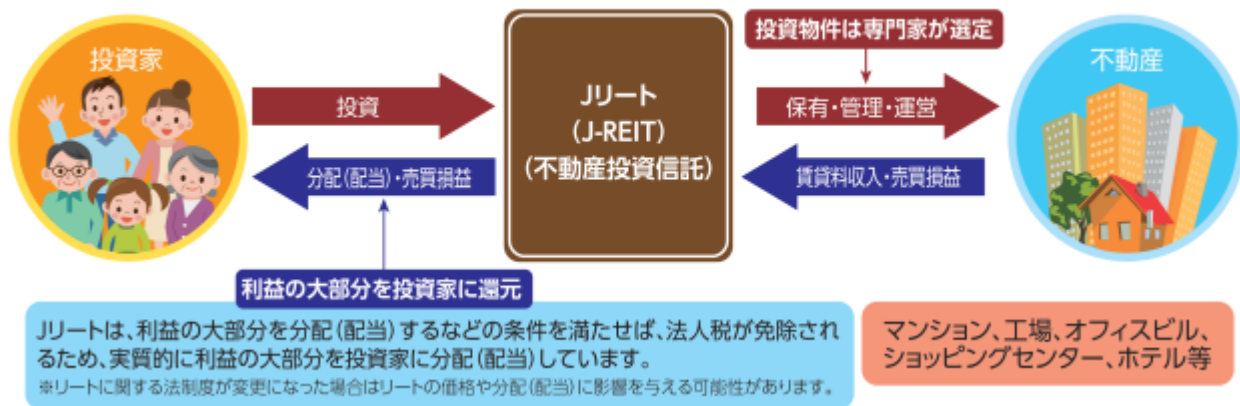 投資物件は専門家が選定
投資家
不動産
投資
Jリート
(J-REIT)
(不動産投資信託)
保有・管理・運営
分配(配当)・売買損益
賃貸料収入・売買損益
利益の大部分を投資家に還元
Jリートは、利益の大部分を分配(配当)するなどの条件を満たせば、法人税が免除され
るため、実質的に利益の大部分を投資家に分配(配当)しています。
※リートに関する法制度が変更になった場合はリートの価格や分配(配当)に影響を与える可能性があります。
マンション、工場、オフィスビル、
ショッピングセンター、ホテル等